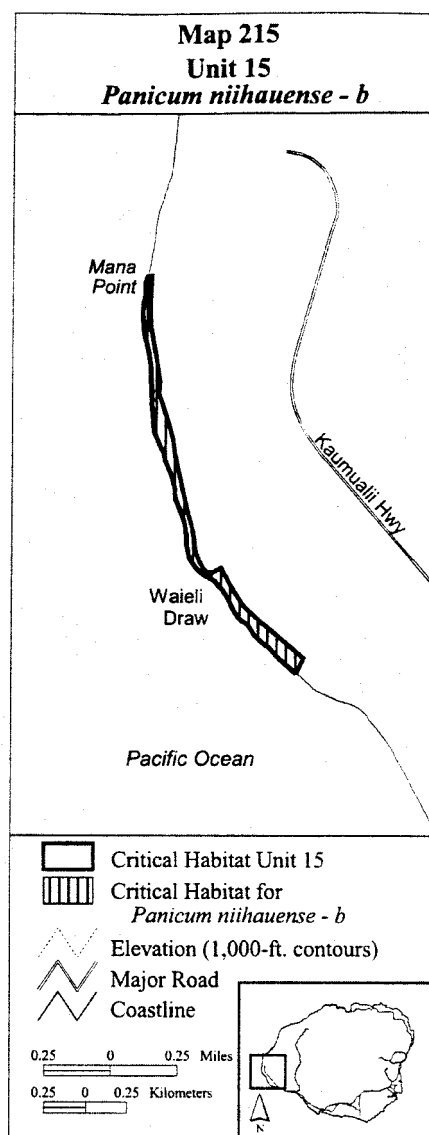 Map 215
Unit 15
Panicum niihauense - b
Mana
Point
Kaumualii Hwy
Waieli
Draw
Pacific Ocean
Critical Habitat Unit 15
Critical Habitat for
Panicum niihauense - b
Elevation (1,000-ft. contours)
Major Road
Coastline
0.25 0 0.25 Miles
0.25 0 0.25 Kilometers
N